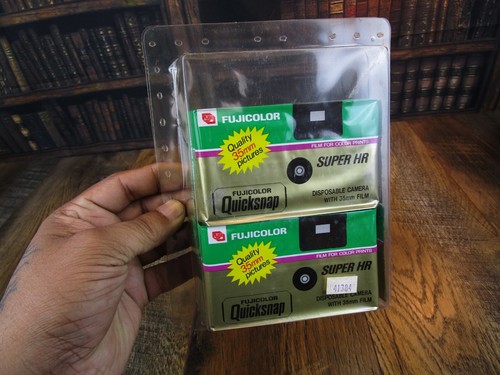 FUJICOLOR
Quality
35mm
pictures
FILM FOR COLOR PRINTS
SUPER HR
FUJICOLOR
Quicksnap
DISPOSABLE CAMERA
WITH 35mm FILM
FUJICOLOR
Quality
35mm
pictures
FILM FOR COLOR PRINTS
SUPER HR
FUJICOLOR
Quicksnap
DISPOSABLE CAMERA
WITH 35mm FILM